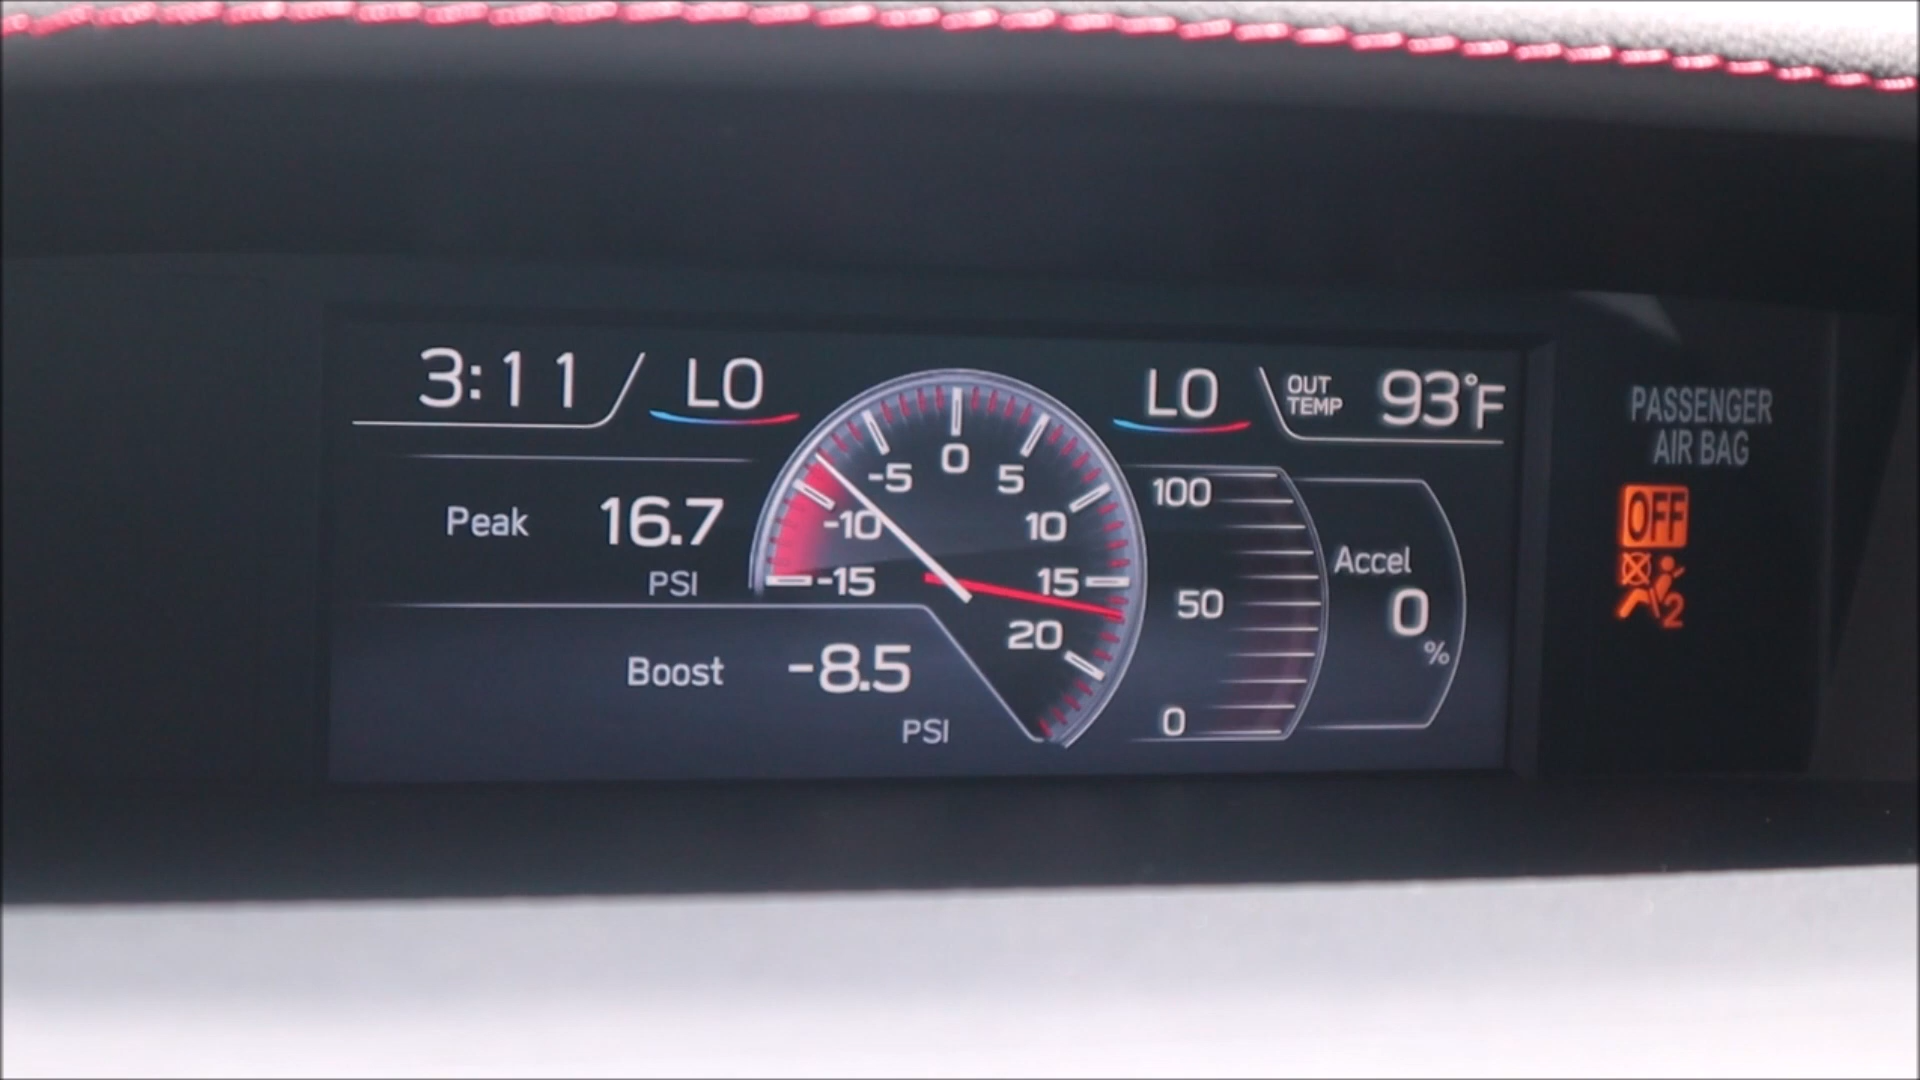 3:11
LO
LO
OUT
TEMP
93°F
Peak
16.7
PSI
Boost
-8.5
PSI
-15
-10
-5
0
5
10
15
20
100
50
0
Accel
0
%
PASSENGER
AIR BAG
OFF
2